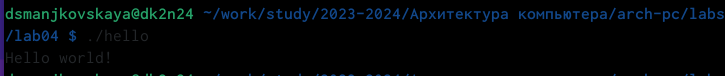 dsmanjkovskaya@dk2n24 ~/work/study/2023-2024/Архитектура компьютера/arch-pc/labs
/lab04 $ ./hello
Hello world!